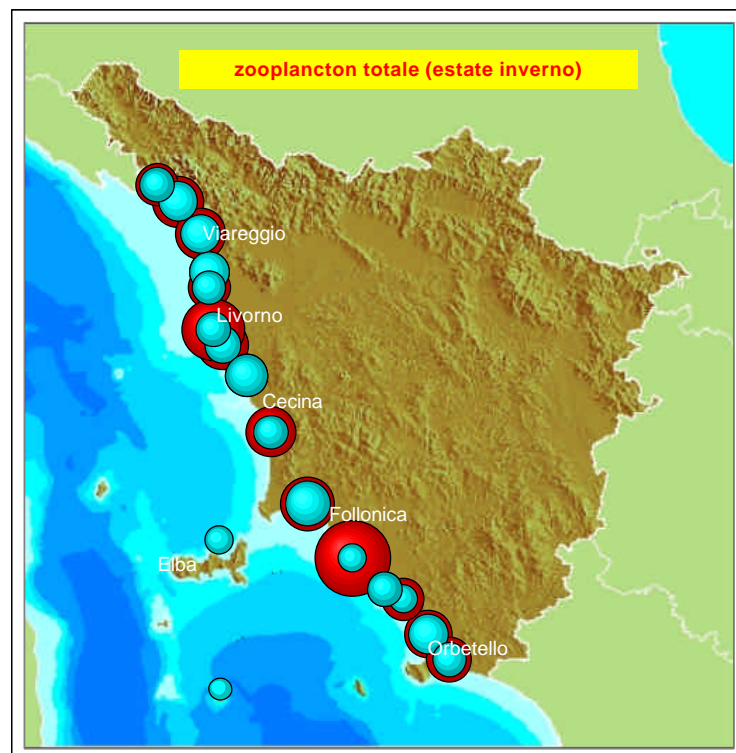 zooplancton totale (estate inverno)
Viareggio
Livorno
Cecina
Follonica
Elba
Orbetello